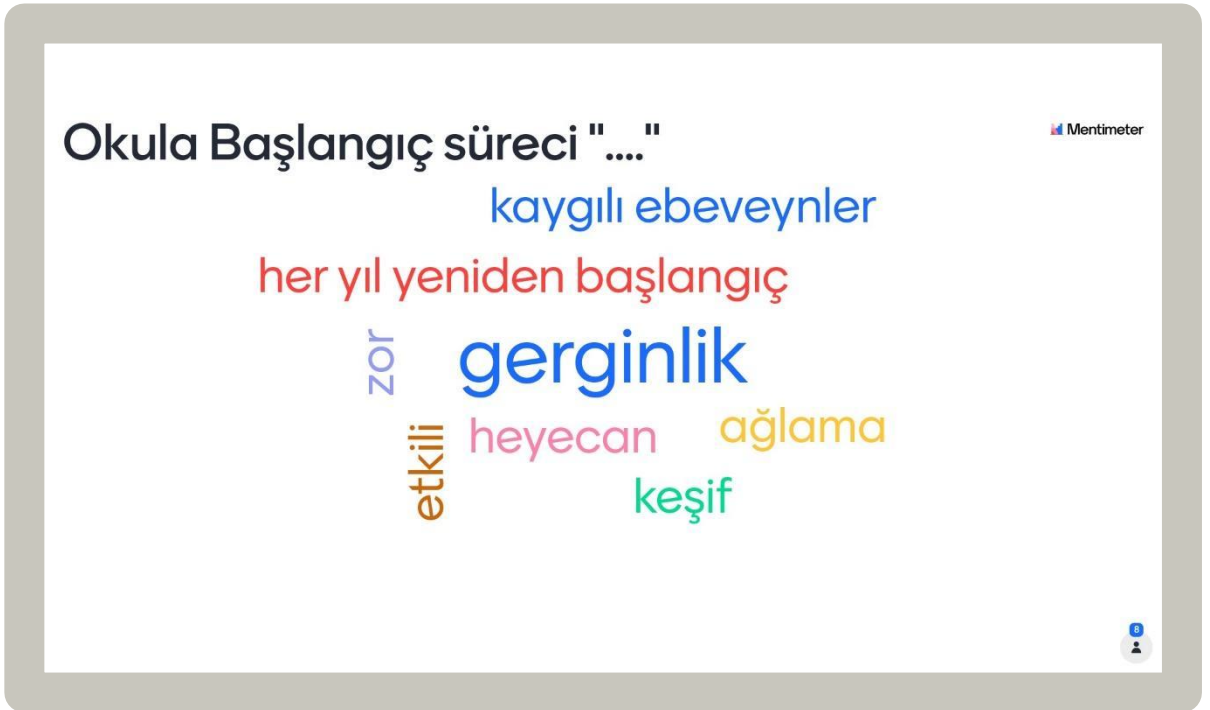 Okula Başlangıç süreci "...."
Mentimeter
kaygılı ebeveynler
her yıl yeniden başlangıç
zor
gerginlik
etkili
heyecan
ağlama
keşif
8